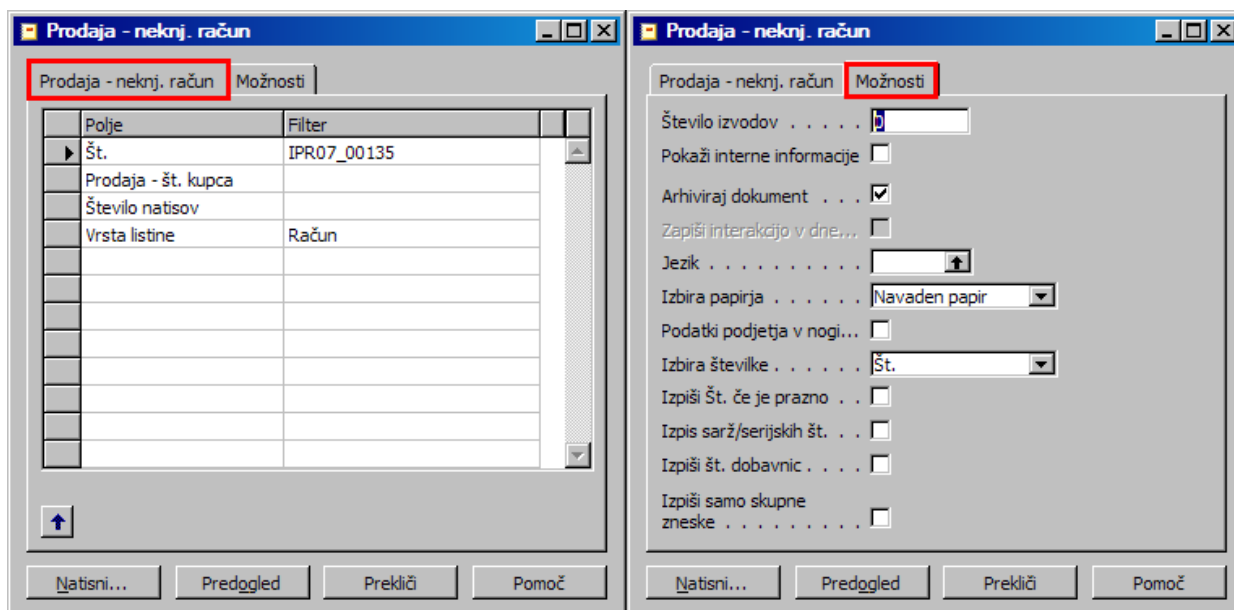 Prodaja - neknj. račun
Prodaja - neknj. račun Možnosti
Polje Filter
Št. IPR07_00135
Prodaja - št. kupca
Število natisov
Vrsta listine Račun
Natisni... Predogled Prekliči Pomoč
Prodaja - neknj. račun
Prodaja - neknj. račun Možnosti
Število izvodov . . . . .
Pokaži interne informacije
Arhiviraj dokument . . .
Zapiši interakcijo v dne...
Jezik . . . . . . . . . .
Izbira papirja . . . . . . Navaden papir
Podatki podjetja v nogi...
Izbira številke . . . . . . Št.
Izpiši Št. če je prazno . .
Izpis sarž/serijskih št. . .
Izpiši št. dobavnic . . . .
Izpiši samo skupne
zneske . . . . . . . . .
Natisni... Predogled Prekliči Pomoč